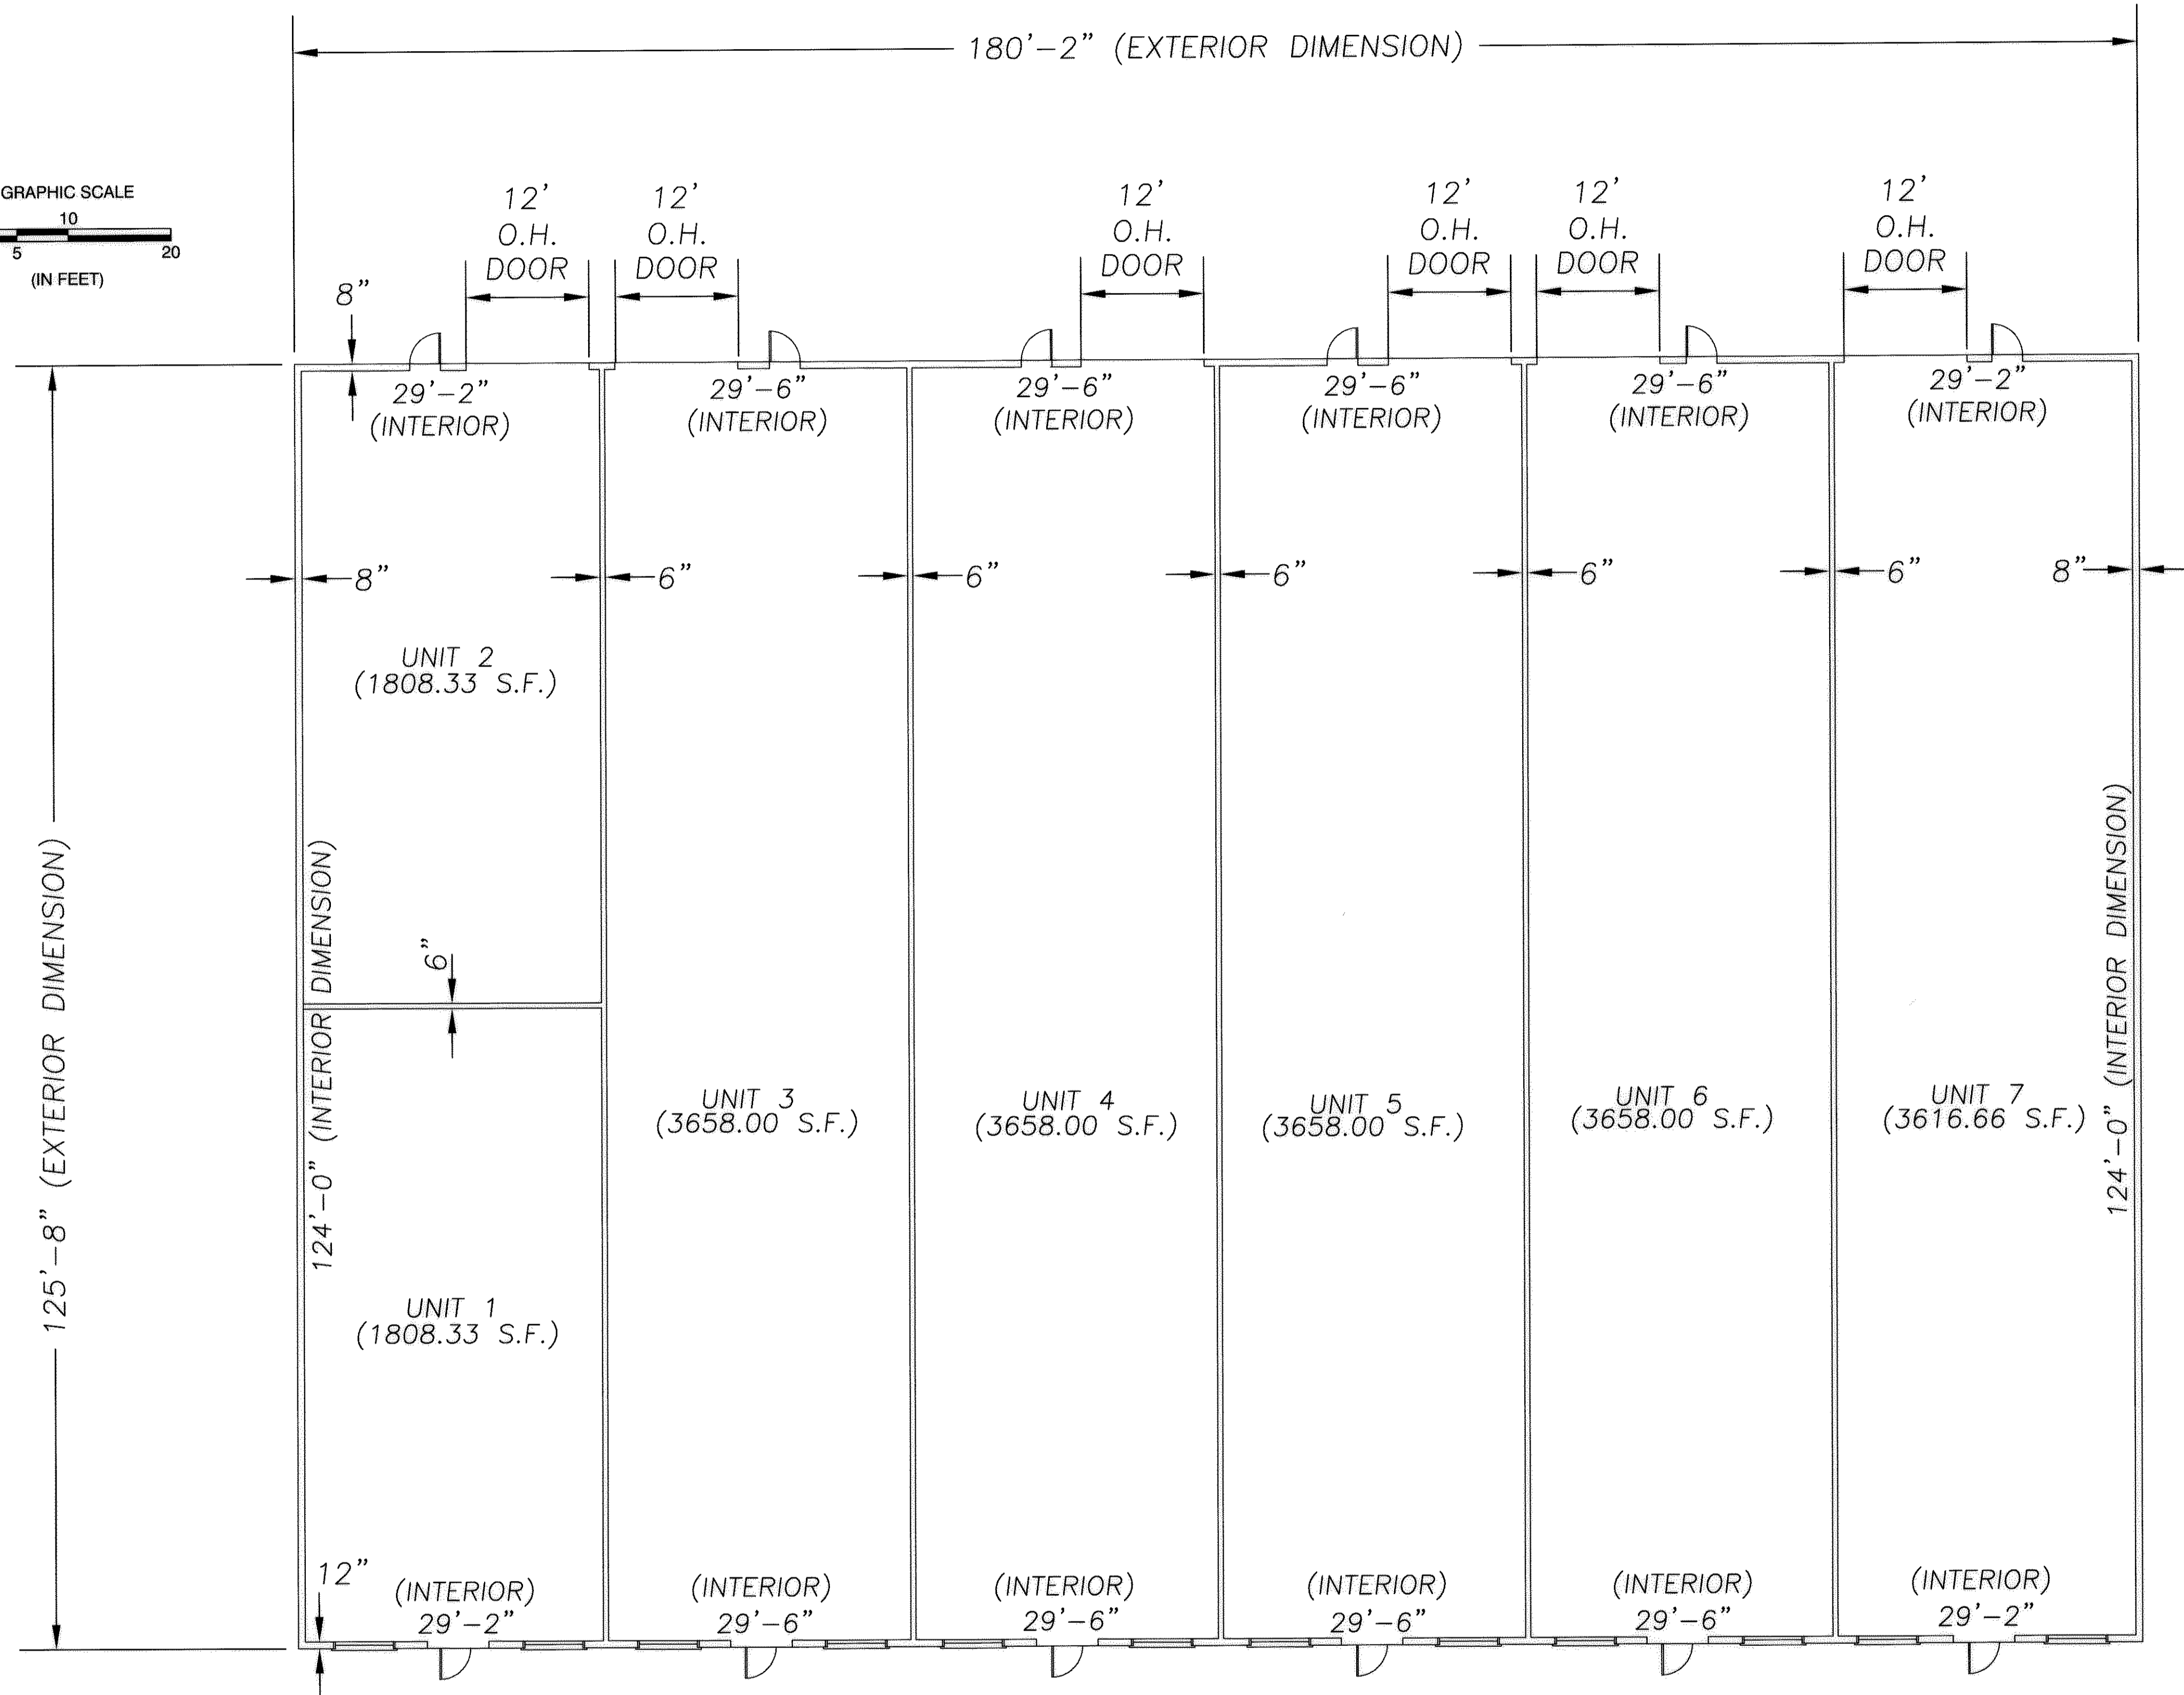 180'-2" (EXTERIOR DIMENSION)
GRAPHIC SCALE
10
5
20
(IN FEET)
12'
O.H.
DOOR
12'
O.H.
DOOR
12'
O.H.
DOOR
12'
O.H.
DOOR
12'
O.H.
DOOR
12'
O.H.
DOOR
8"
29'-2"
(INTERIOR)
29'-6"
(INTERIOR)
29'-6"
(INTERIOR)
29'-6"
(INTERIOR)
29'-6"
(INTERIOR)
29'-2"
(INTERIOR)
8"
6"
6"
6"
6"
6"
8"
UNIT 2
(1808.33 S.F.)
125'-8" (EXTERIOR DIMENSION)
124'-0" (INTERIOR DIMENSION)
6"
124'-0" (INTERIOR DIMENSION)
UNIT 3
(3658.00 S.F.)
UNIT 4
(3658.00 S.F.)
UNIT 5
(3658.00 S.F.)
UNIT 6
(3658.00 S.F.)
UNIT 7
(3616.66 S.F.)
UNIT 1
(1808.33 S.F.)
12"
(INTERIOR)
29'-2"
(INTERIOR)
29'-6"
(INTERIOR)
29'-6"
(INTERIOR)
29'-6"
(INTERIOR)
29'-6"
(INTERIOR)
29'-2"